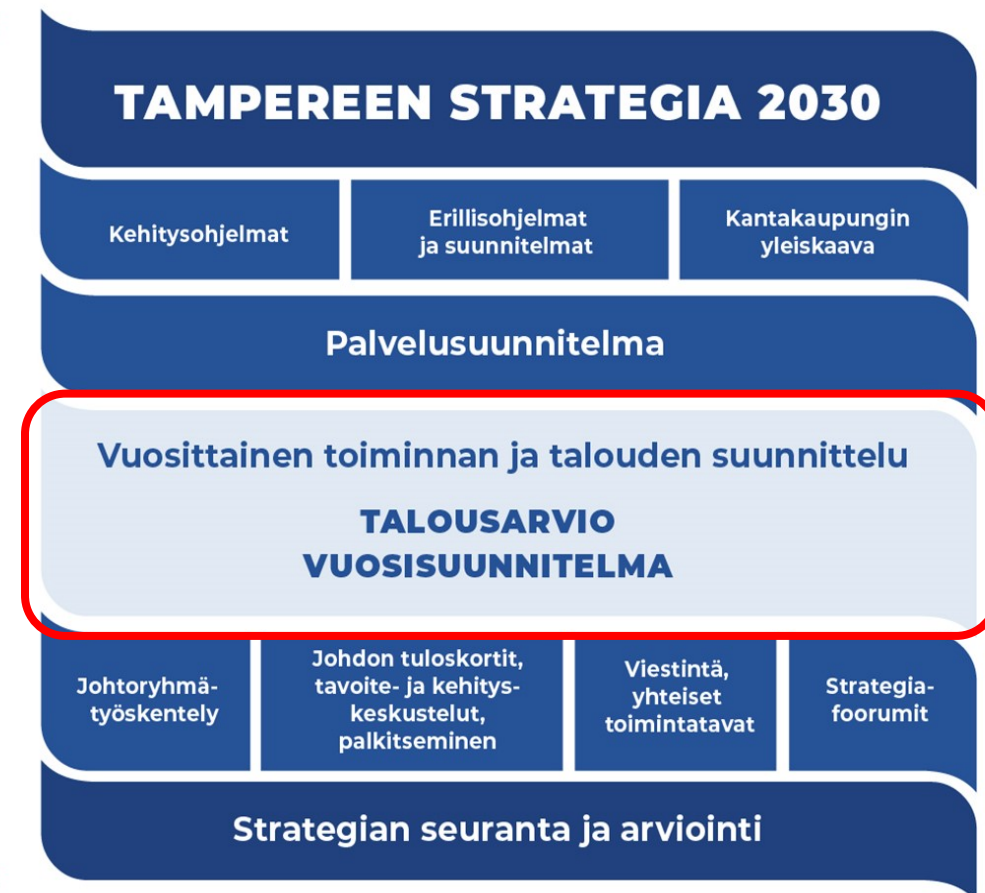 TAMPEREEN STRATEGIA 2030
Kehitysohjelmat
Erillisohjelmat
ja suunnitelmat
Kantakaupungin
yleiskaava
Palvelusuunnitelma
Vuosittainen toiminnan ja talouden suunnittelu
TALOUSARVIO
VUOSISUUNNITELMA
Johtoryhmä-
työskentely
Johdon tuloskortit,
tavoite- ja kehitys-
keskustelut,
palkitseminen
Viestintä,
yhteiset
toimintatavat
Strategia-
foorumit
Strategian seuranta ja arviointi